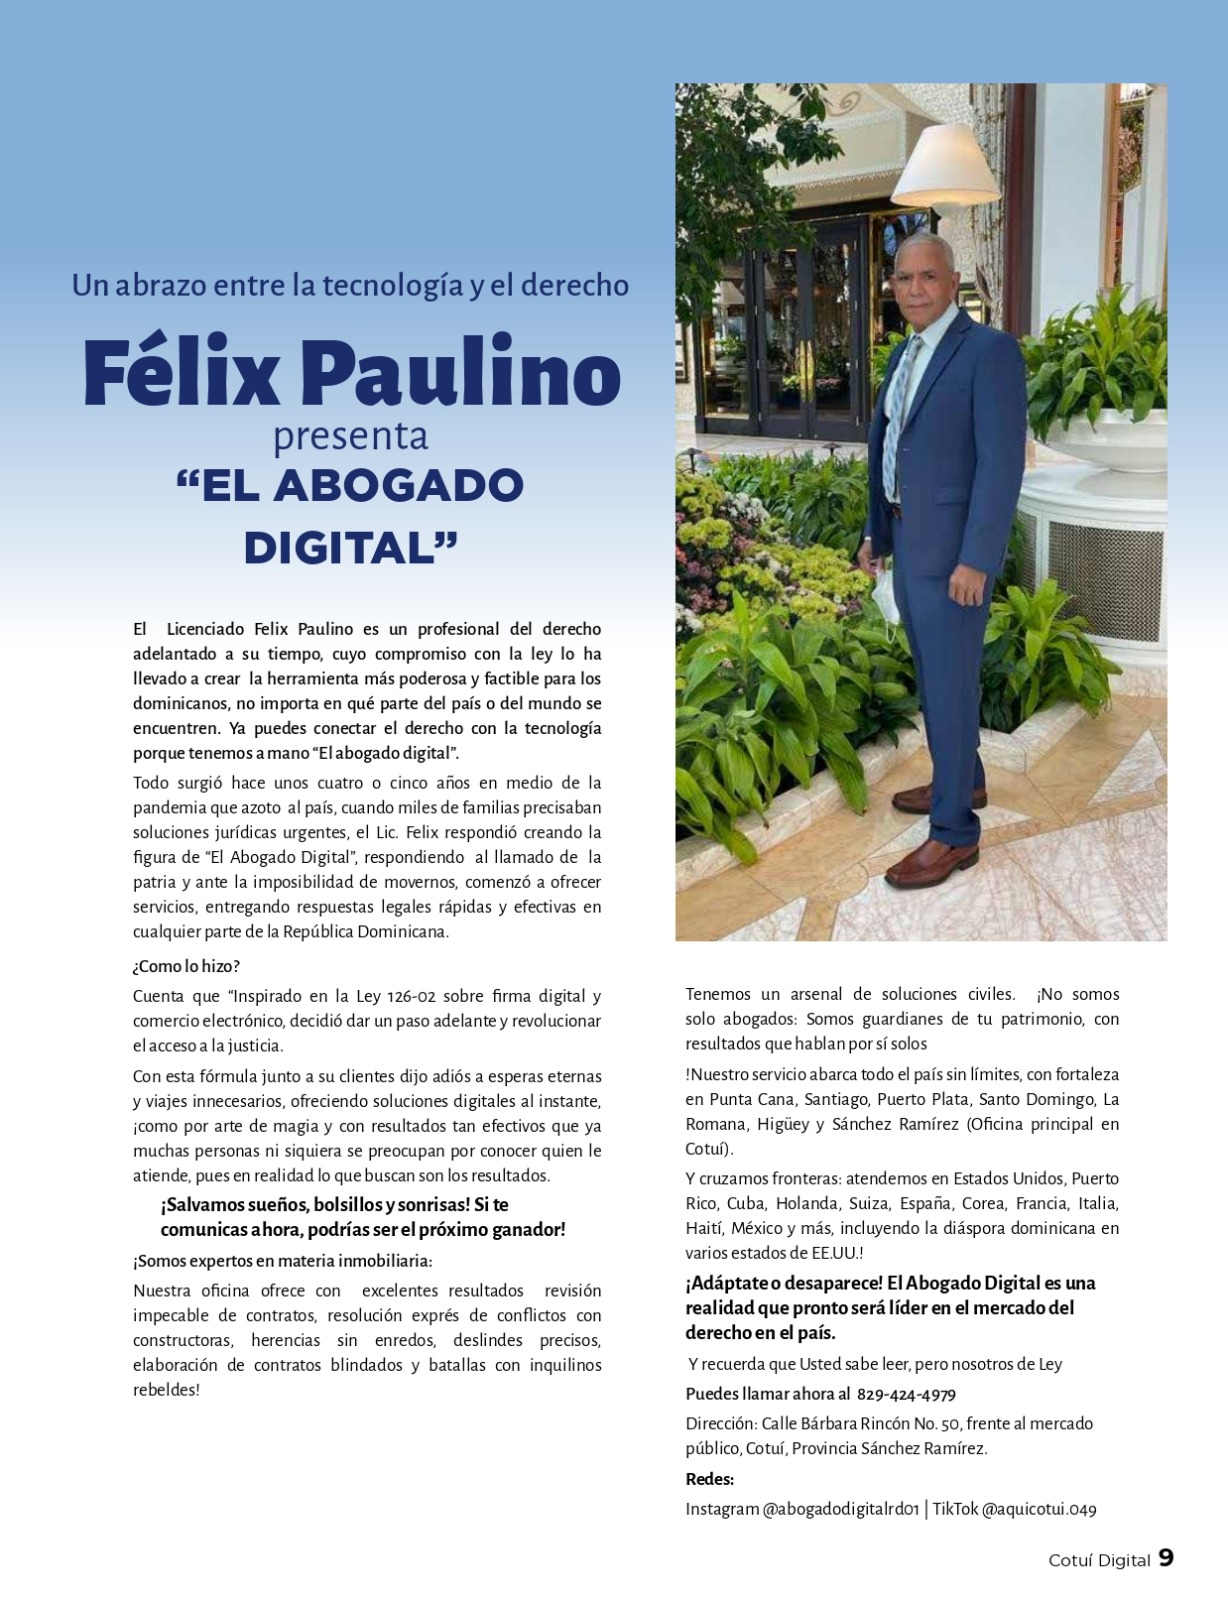 Un abrazo entre la tecnología y el derecho
Félix Paulino
presenta
“EL ABOGADO
DIGITAL”
El Licenciado Felix Paulino es un profesional del derecho
adelantado a su tiempo, cuyo compromiso con la ley lo ha
llevado a crear la herramienta más poderosa y factible para los
dominicanos, no importa en qué parte del país o del mundo se
encuentren. Ya puedes conectar el derecho con la tecnología
porque tenemos a mano “El abogado digital”.
Todo surgió hace unos cuatro o cinco años en medio de la
pandemia que azoto al país, cuando miles de familias precisaban
soluciones jurídicas urgentes, el Lic. Felix respondió creando la
figura de “El Abogado Digital”, respondiendo al llamado de la
patria y ante la imposibilidad de movernos, comenzó a ofrecer
servicios, entregando respuestas legales rápidas y efectivas en
cualquier parte de la República Dominicana.
¿Como lo hizo?
Cuenta que “Inspirado en la Ley 126-02 sobre firma digital y
comercio electrónico, decidió dar un paso adelante y revolucionar
el acceso a la justicia.
Con esta fórmula junto a su clientes dijo adiós a esperas eternas
y viajes innecesarios, ofreciendo soluciones digitales al instante,
¡como por arte de magia y con resultados tan efectivos que ya
muchas personas ni siquiera se preocupan por conocer quien le
atiende, pues en realidad lo que buscan son los resultados.
¡Salvamos sueños, bolsillos y sonrisas! Si te
comunicas ahora, podrías ser el próximo ganador!
¡Somos expertos en materia inmobiliaria:
Nuestra oficina ofrece con excelentes resultados revisión
impecable de contratos, resolución exprés de conflictos con
constructoras, herencias sin enredos, deslindes precisos,
elaboración de contratos blindados y batallas con inquilinos
rebeldes!
Tenemos un arsenal de soluciones civiles. ¡No somos
solo abogados: Somos guardianes de tu patrimonio, con
resultados que hablan por sí solos
!Nuestro servicio abarca todo el país sin límites, con fortaleza
en Punta Cana, Santiago, Puerto Plata, Santo Domingo, La
Romana, Higüey y Sánchez Ramírez (Oficina principal en
Cotuí).
Y cruzamos fronteras: atendemos en Estados Unidos, Puerto
Rico, Cuba, Holanda, Suiza, España, Corea, Francia, Italia,
Haití, México y más, incluyendo la diáspora dominicana en
varios estados de EE.UU.!
¡Adáptate o desaparece! El Abogado Digital es una
realidad que pronto será líder en el mercado del
derecho en el país.
Y recuerda que Usted sabe leer, pero nosotros de Ley
Puedes llamar ahora al 829-424-4979
Dirección: Calle Bárbara Rincón No. 50, frente al mercado
público, Cotuí, Provincia Sánchez Ramírez.
Redes:
Instagram @abogadodigitalrd01 | TikTok @aquicotui.049
Cotuí Digital 9